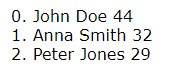 0. John Doe 44
1. Anna Smith 32
2. Peter Jones 29